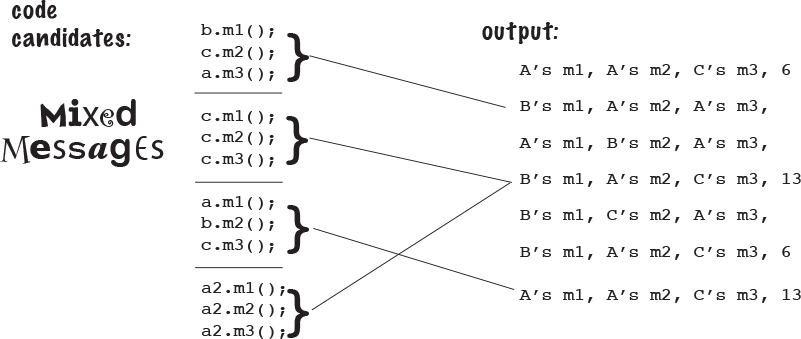 code
candidates:
Mixed
Messages
b.m1();
c.m2();
a.m3();
c.m1();
c.m2();
c.m3();
a.m1();
b.m2();
c.m3();
a2.m1();
a2.m2();
a2.m3();
output:
A's m1, A's m2, C's m3, 6
B's m1, A's m2, A's m3,
A's m1, B's m2, A's m3,
B's m1, A's m2, C's m3, 13
B's m1, C's m2, A's m3,
B's m1, A's m2, C's m3, 6
A's m1, A's m2, C's m3, 13